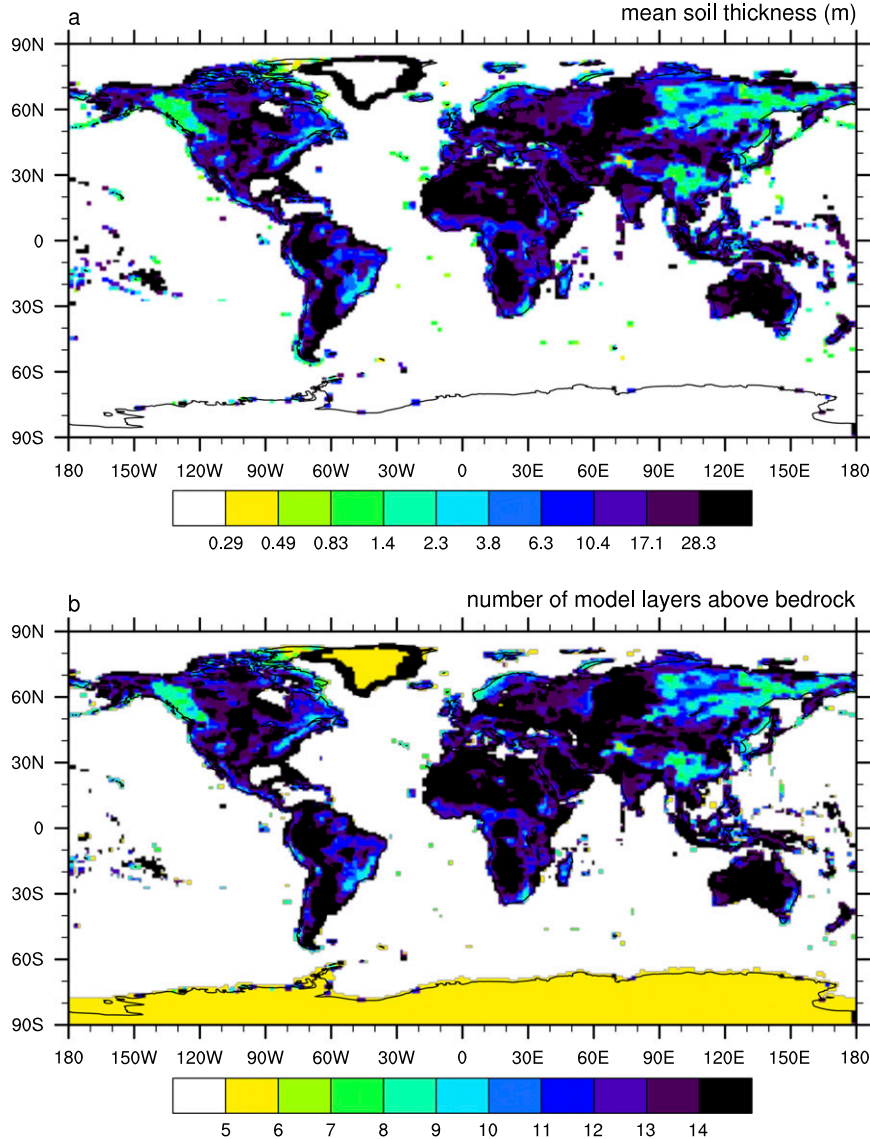 a
mean soil thickness (m)
90N
60N
30N
0
30S
60S
90S
180 150W 120W 90W 60W 30W 0 30E 60E 90E 120E 150E 180
0.29 0.49 0.83 1.4 2.3 3.8 6.3 10.4 17.1 28.3
b
number of model layers above bedrock
90N
60N
30N
0
30S
60S
90S
180 150W 120W 90W 60W 30W 0 30E 60E 90E 120E 150E 180
5 6 7 8 9 10 11 12 13 14